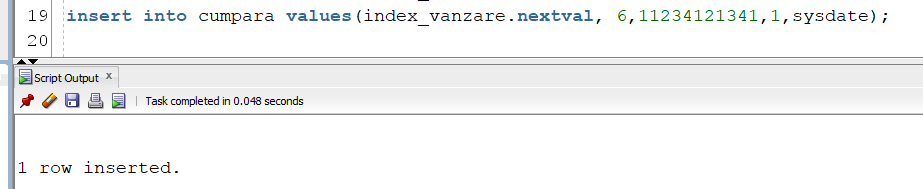 19 insert into cumpara values(index_vanzare.nextval, 6,11234121341,1,sysdate);
20
Script Output x
Task completed in 0.048 seconds
1 row inserted.